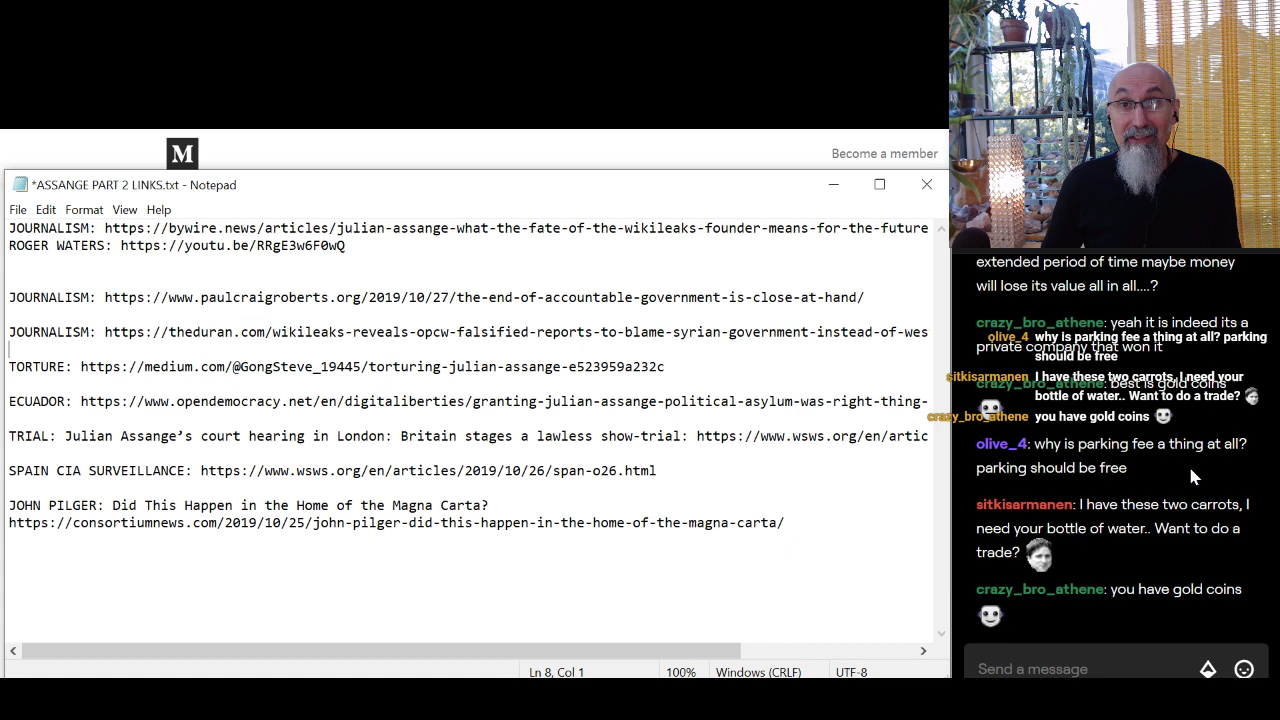 M
Become a member
*ASSANGE PART 2 LINKS.txt - Notepad
File Edit Format View Help
JOURNALISM: https://bywire.news/articles/julian-assange-what-the-fate-of-the-wikileaks-founder-means-for-the-future
ROGER WATERS: https://youtu.be/RRgE3w6F0wQ
JOURNALISM: https://www.paulcraigroberts.org/2019/10/27/the-end-of-accountable-government-is-close-at-hand/
JOURNALISM: https://theduran.com/wikileaks-reveals-opcw-falsified-reports-to-blame-syrian-government-instead-of-wes
TORTURE: https://medium.com/@GongSteve_19445/torturing-julian-assange-e523959a232c
ECUADOR: https://www.opendemocracy.net/en/digitaliberties/granting-julian-assange-political-asylum-was-right-thing-
TRIAL: Julian Assange’s court hearing in London: Britain stages a lawless show-trial: https://www.wsws.org/en/artic
SPAIN CIA SURVEILLANCE: https://www.wsws.org/en/articles/2019/10/26/span-o26.html
JOHN PILGER: Did This Happen in the Home of the Magna Carta?
https://consortiumnews.com/2019/10/25/john-pilger-did-this-happen-in-the-home-of-the-magna-carta/
Ln 8, Col 1 100% Windows (CRLF) UTF-8
extended period of time maybe money
will lose its value all in all....?
crazy_bro_athene: yeah it is indeed its a
private company that won it
olive_4 why is parking fee a thing at all? parking
should be free
crazy_bro_athene: best is gold coins
sitkisarmanen I have these two carrots, I need your
bottle of water.. Want to do a trade?
crazy_bro_athene you have gold coins
olive_4: why is parking fee a thing at all?
parking should be free
sitkisarmanen: I have these two carrots, I
need your bottle of water.. Want to do a
trade?
crazy_bro_athene: you have gold coins
Send a message